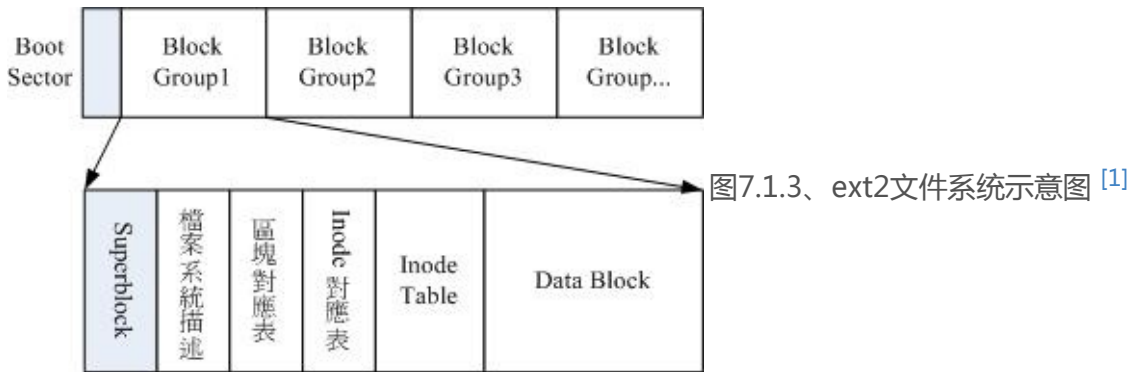 Boot
Sector
Block
Group1
Block
Group2
Block
Group3
Block
Group...
图7.1.3、ext2文件系统示意图 [1]
Superblock
檔案系統描述
區塊對應表
Inode 對應表
Inode
Table
Data Block